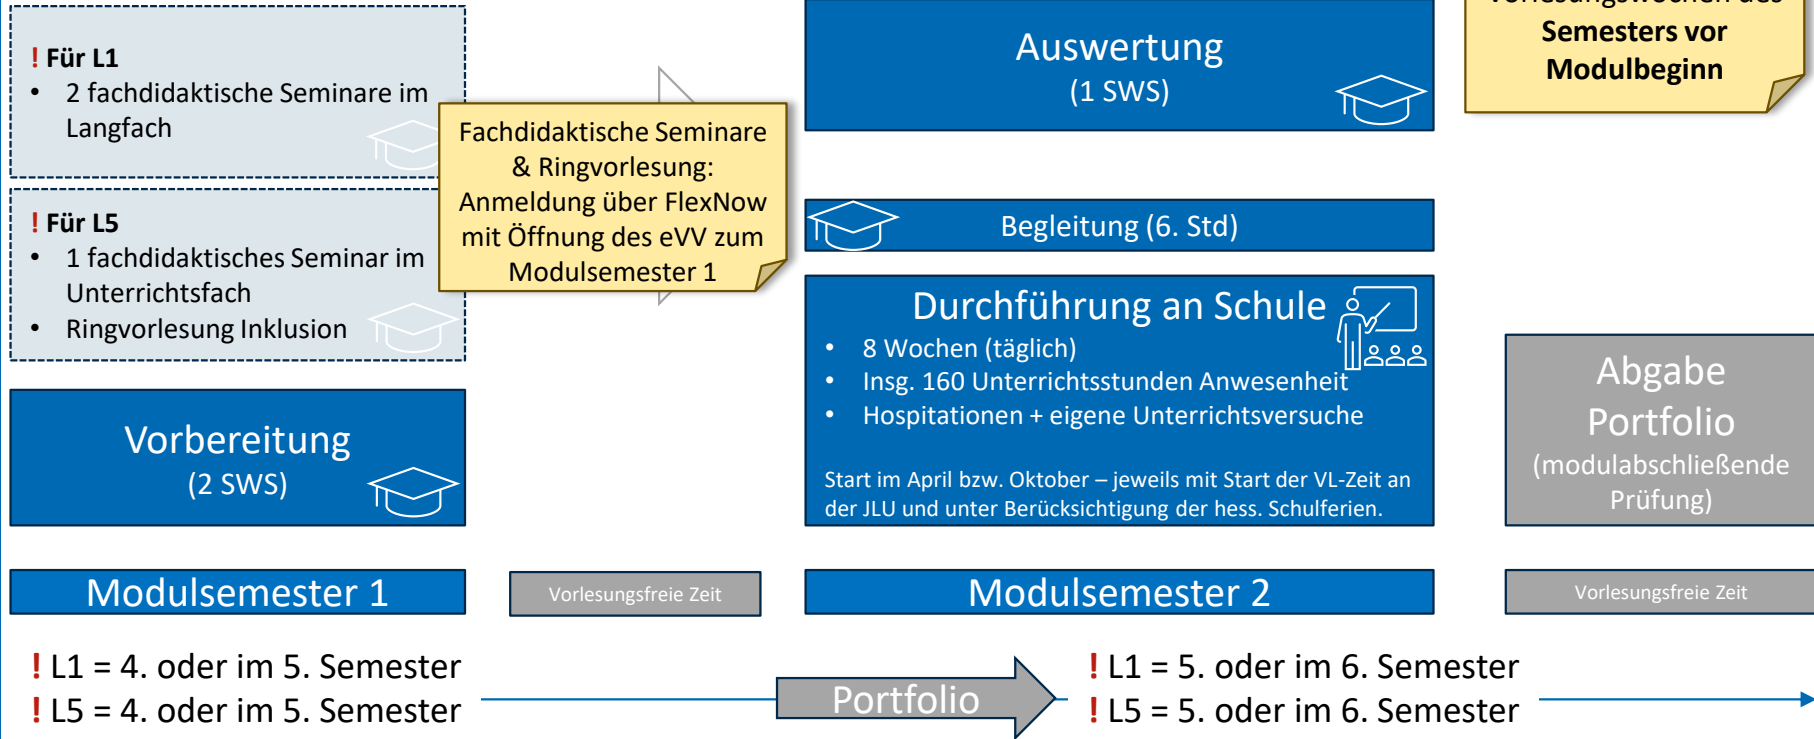 ! Für L1
• 2 fachdidaktische Seminare im
Langfach
! Für L5
• 1 fachdidaktisches Seminar im
Unterrichtsfach
• Ringvorlesung Inklusion
Vorbereitung
(2 SWS)
Fachdidaktische Seminare
& Ringvorlesung:
Anmeldung über FlexNow
mit Öffnung des eVV zum
Modulsemester 1
Auswertung
(1 SWS)
Begleitung (6. Std)
Durchführung an Schule
• 8 Wochen (täglich)
• Insg. 160 Unterrichtsstunden Anwesenheit
• Hospitationen + eigene Unterrichtsversuche
Start im April bzw. Oktober – jeweils mit Start der VL-Zeit an
der JLU und unter Berücksichtigung der hess. Schulferien.
Vorlesungswochen des
Semesters vor
Modulbeginn
Abgabe
Portfolio
(modulabschließende
Prüfung)
Modulsemester 1
Vorlesungsfreie Zeit
Modulsemester 2
Vorlesungsfreie Zeit
! L1 = 4. oder im 5. Semester
! L5 = 4. oder im 5. Semester
Portfolio
! L1 = 5. oder im 6. Semester
! L5 = 5. oder im 6. Semester